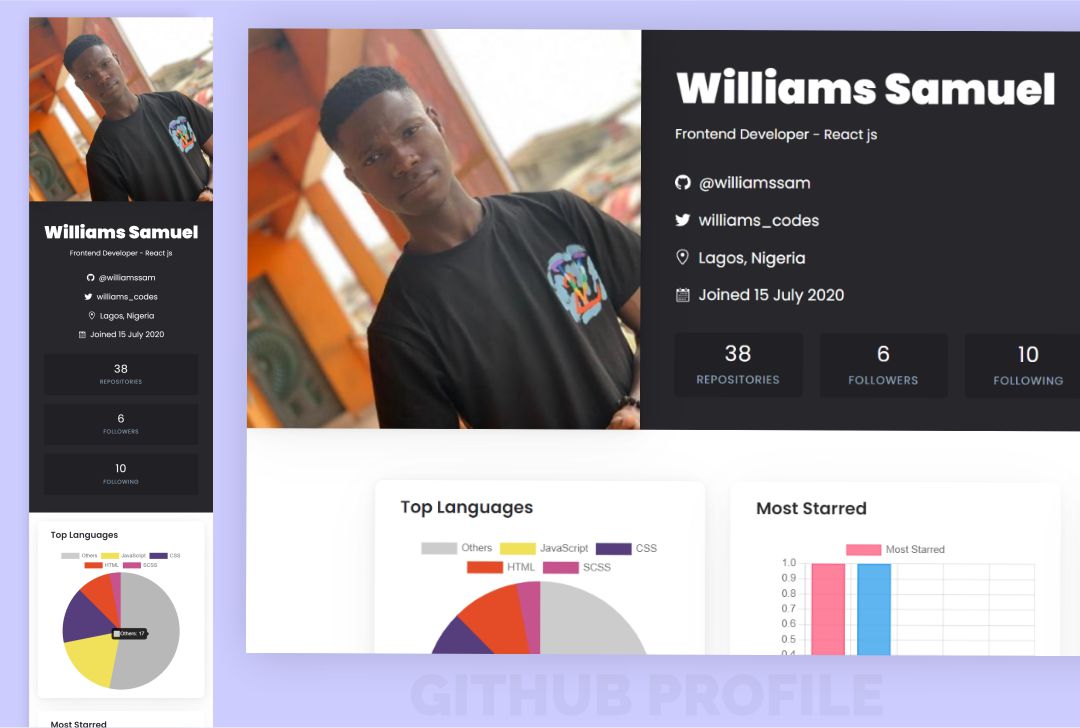 Williams Samuel
Frontend Developer - React js
@williamssam
williams_codes
Lagos, Nigeria
Joined 15 July 2020
38
REPOSITORIES
6
FOLLOWERS
10
FOLLOWING
Top Languages
Others JavaScript CSS
HTML SCSS
Others: 17
Most Starred
Williams Samuel
Frontend Developer - React js
@williamssam
williams_codes
Lagos, Nigeria
Joined 15 July 2020
38 6 10
REPOSITORIES FOLLOWERS FOLLOWING
Top Languages
Others JavaScript CSS
HTML SCSS
Most Starred
Most Starred
1.0
0.9
0.8
0.7
0.6
0.5
0.4
GITHUB PROFILE